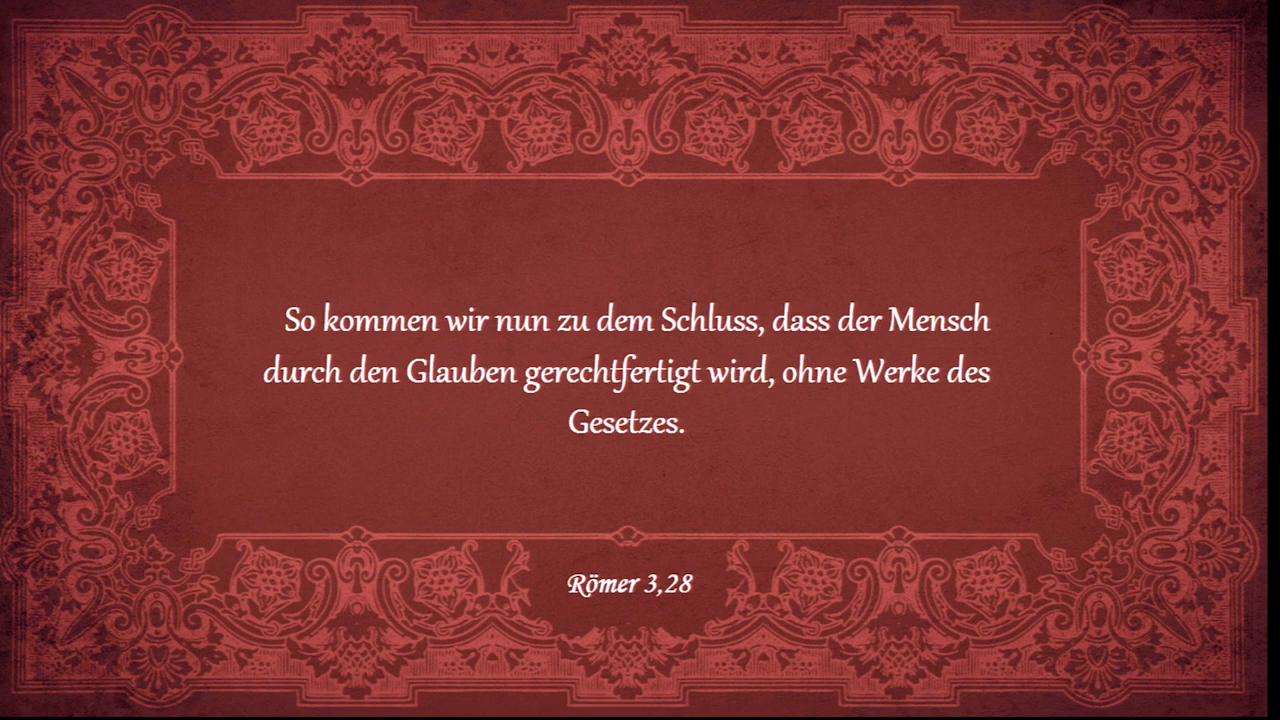 So kommen wir nun zu dem Schluss, dass der Mensch
durch den Glauben gerechtfertigt wird, ohne Werke des
Gesetzes.
Römer 3,28